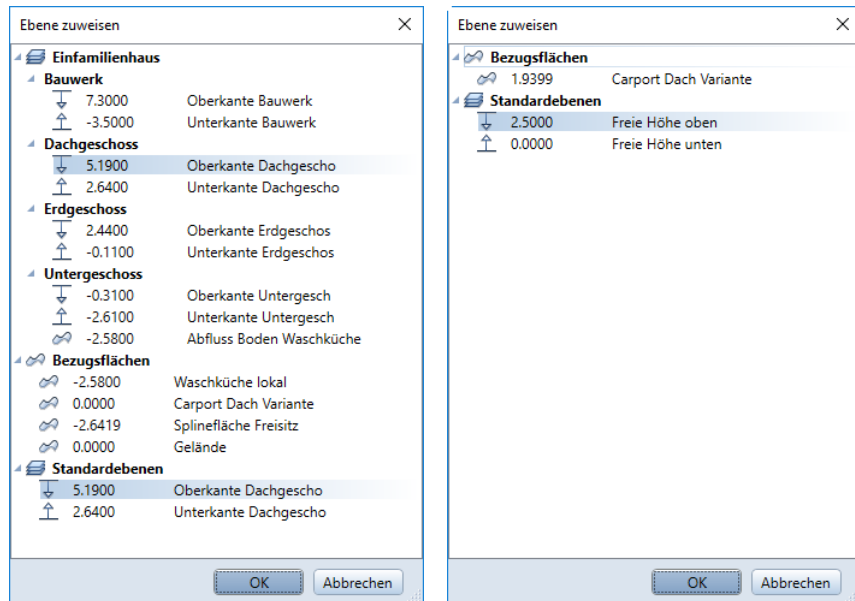 Ebene zuweisen
Einfamilienhaus
Bauwerk
7.3000 Oberkante Bauwerk
-3.5000 Unterkante Bauwerk
Dachgeschoss
5.1900 Oberkante Dachgescho
2.6400 Unterkante Dachgescho
Erdgeschoss
2.4400 Oberkante Erdgeschos
-0.1100 Unterkante Erdgeschos
Untergeschoss
-0.3100 Oberkante Untergesch
-2.6100 Unterkante Untergesch
-2.5800 Abfluss Boden Waschküche
Bezugsflächen
-2.5800 Waschküche lokal
0.0000 Carport Dach Variante
-2.6419 Splinefläche Freisitz
0.0000 Gelände
Standardebenen
5.1900 Oberkante Dachgescho
2.6400 Unterkante Dachgescho
OK Abbrechen
Ebene zuweisen
Bezugsflächen
1.9399 Carport Dach Variante
Standardebenen
2.5000 Freie Höhe oben
0.0000 Freie Höhe unten
OK Abbrechen